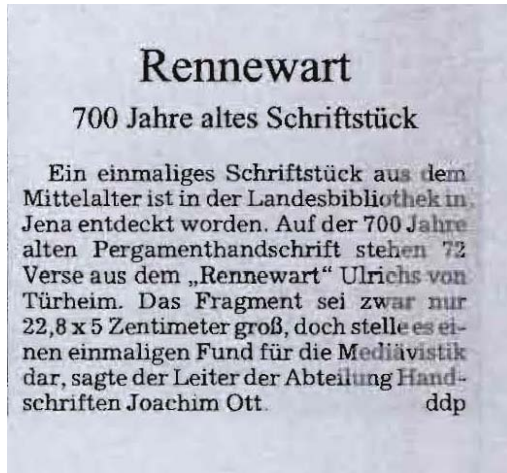 Rennewart
700 Jahre altes Schriftstück
Ein einmaliges Schriftstück aus dem
Mittelalter ist in der Landesbibliothek in
Jena entdeckt worden. Auf der 700 Jahre
alten Pergamenthandschrift stehen 72
Verse aus dem „Rennewart“ Ulrichs von
Türheim. Das Fragment sei zwar nur
22,8 x 5 Zentimeter groß, doch stelle es ei-
nen einmaligen Fund für die Mediävistik
dar, sagte der Leiter der Abteilung Hand-
schriften Joachim Ott. ddp